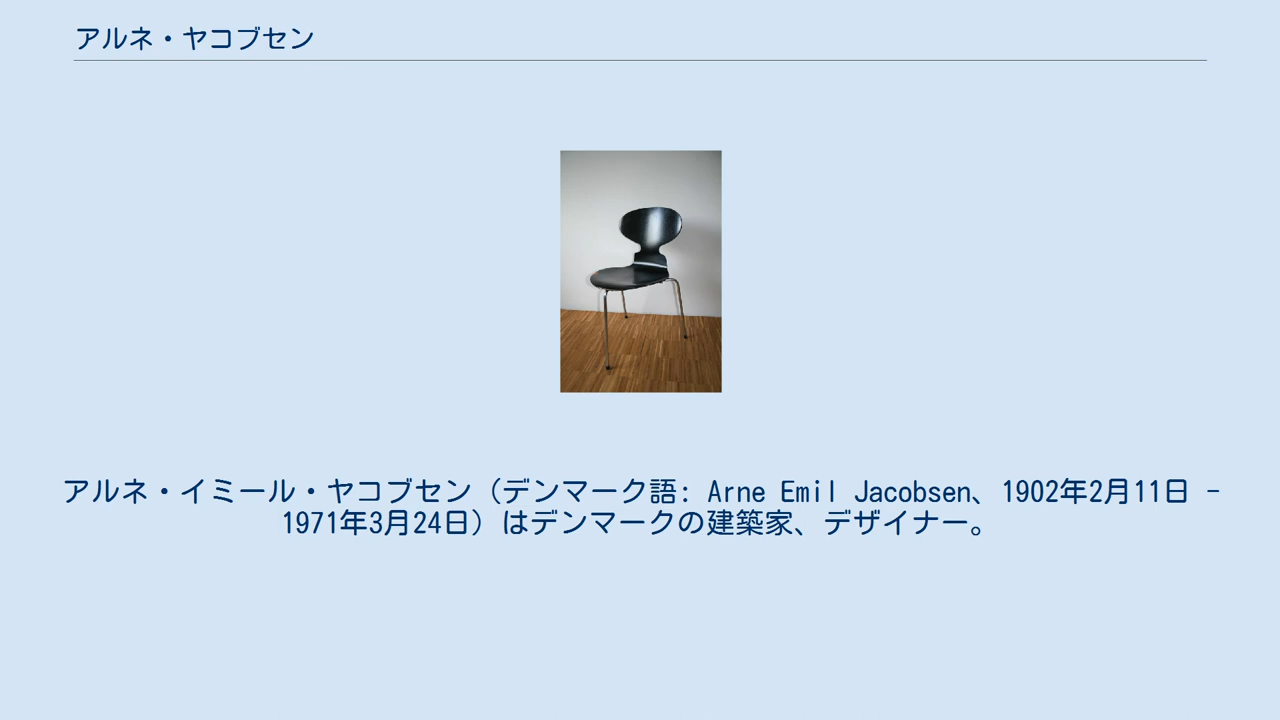 アルネ・ヤコブセン
アルネ・イミール・ヤコブセン（デンマーク語: Arne Emil Jacobsen、1902年2月11日 -
1971年3月24日）はデンマークの建築家、デザイナー。